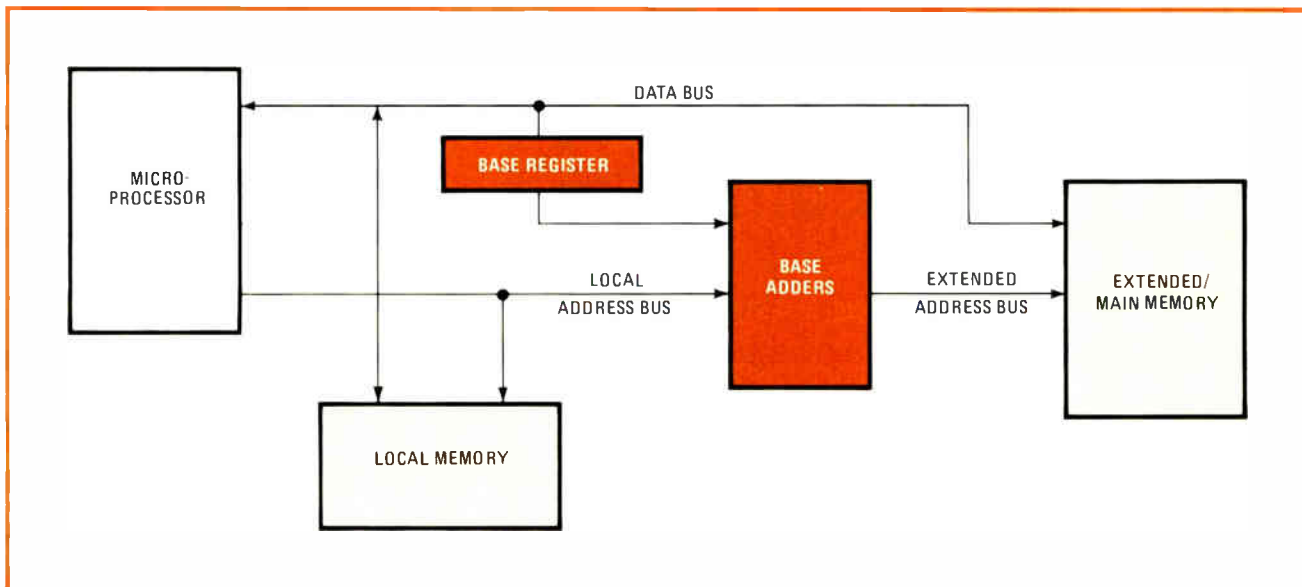 DATA BUS
BASE REGISTER
MICRO-
PROCESSOR
BASE
ADDERS
LOCAL
ADDRESS BUS
EXTENDED
ADDRESS BUS
EXTENDED/
MAIN MEMORY
LOCAL MEMORY